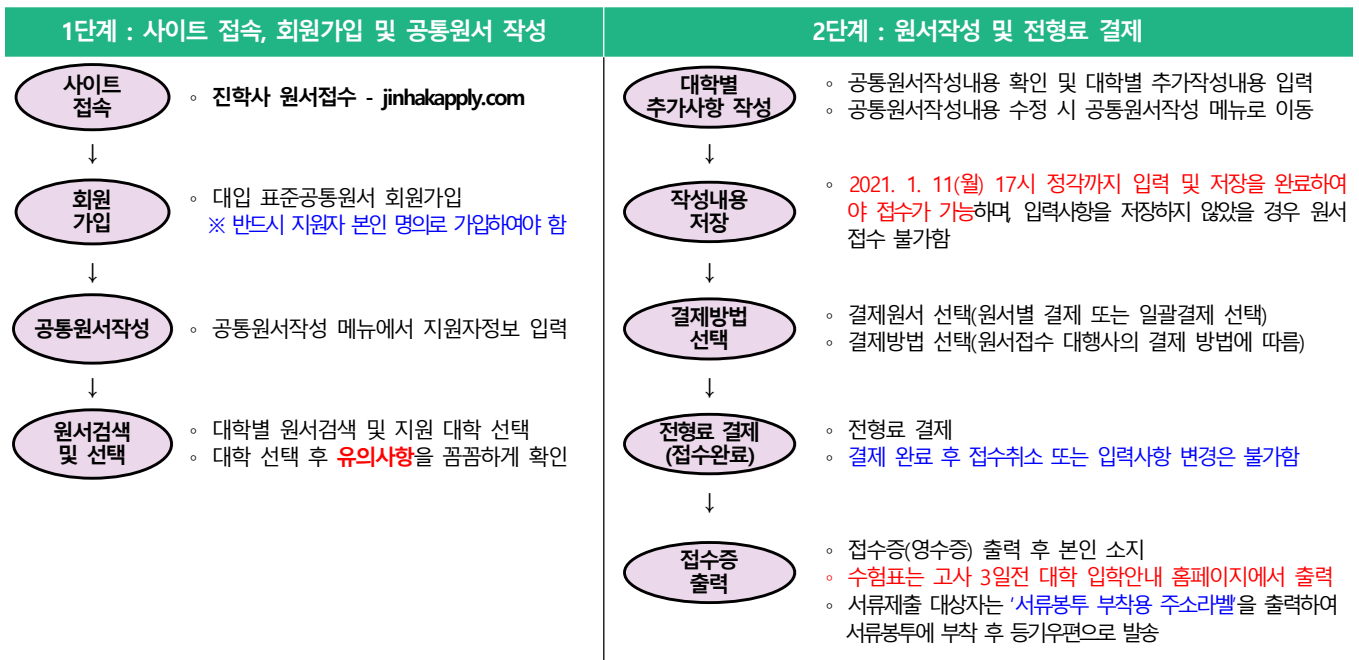 1단계 : 사이트 접속, 회원가입 및 공통원서 작성
사이트
접속
◦ 진학사 원서접수 - jinhakapply.com
↓
회원
가입
◦ 대입 표준공통원서 회원가입
※ 반드시 지원자 본인 명의로 가입하여야 함
↓
공통원서작성
◦ 공통원서작성 메뉴에서 지원자정보 입력
↓
원서검색
및 선택
◦ 대학별 원서검색 및 지원 대학 선택
◦ 대학 선택 후 유의사항을 꼼꼼하게 확인
2단계 : 원서작성 및 전형료 결제
대학별
추가사항 작성
◦ 공통원서작성내용 확인 및 대학별 추가작성내용 입력
◦ 공통원서작성내용 수정 시 공통원서작성 메뉴로 이동
↓
작성내용
저장
◦ 2021. 1. 11(월) 17시 정각까지 입력 및 저장을 완료하여
야 접수가 가능하며, 입력사항을 저장하지 않았을 경우 원서
접수 불가함
↓
결제방법
선택
◦ 결제원서 선택(원서별 결제 또는 일괄결제 선택)
◦ 결제방법 선택(원서접수 대행사의 결제 방법에 따름)
↓
전형료 결제
(접수완료)
◦ 전형료 결제
◦ 결제 완료 후 접수취소 또는 입력사항 변경은 불가함
↓
접수증
출력
◦ 접수증(영수증) 출력 후 본인 소지
◦ 수험표는 고사 3일전 대학 입학안내 홈페이지에서 출력
◦ 서류제출 대상자는 '서류봉투 부착용 주소라벨'을 출력하여
서류봉투에 부착 후 등기우편으로 발송